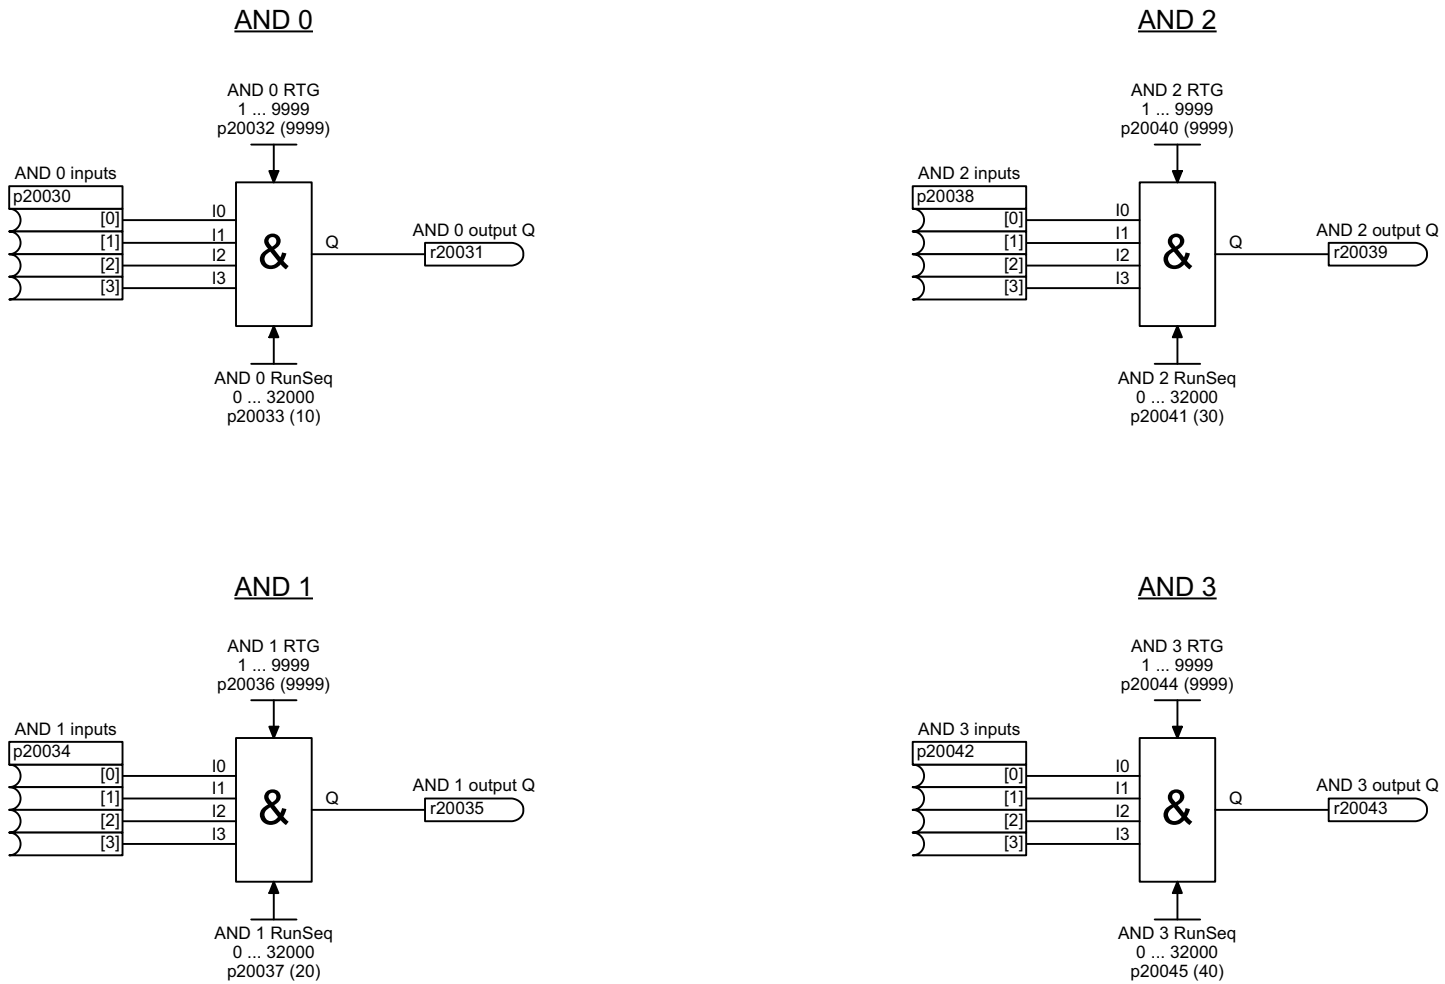 AND 0
AND 0 RTG
1 ... 9999
p20032 (9999)
AND 0 inputs
p20030
[0]
[1]
[2]
[3]
I0
I1
I2
I3
&
Q
AND 0 output Q
r20031
AND 0 RunSeq
0 ... 32000
p20033 (10)
AND 2
AND 2 RTG
1 ... 9999
p20040 (9999)
AND 2 inputs
p20038
[0]
[1]
[2]
[3]
I0
I1
I2
I3
&
Q
AND 2 output Q
r20039
AND 2 RunSeq
0 ... 32000
p20041 (30)
AND 1
AND 1 RTG
1 ... 9999
p20036 (9999)
AND 1 inputs
p20034
[0]
[1]
[2]
[3]
I0
I1
I2
I3
&
Q
AND 1 output Q
r20035
AND 1 RunSeq
0 ... 32000
p20037 (20)
AND 3
AND 3 RTG
1 ... 9999
p20044 (9999)
AND 3 inputs
p20042
[0]
[1]
[2]
[3]
I0
I1
I2
I3
&
Q
AND 3 output Q
r20043
AND 3 RunSeq
0 ... 32000
p20045 (40)